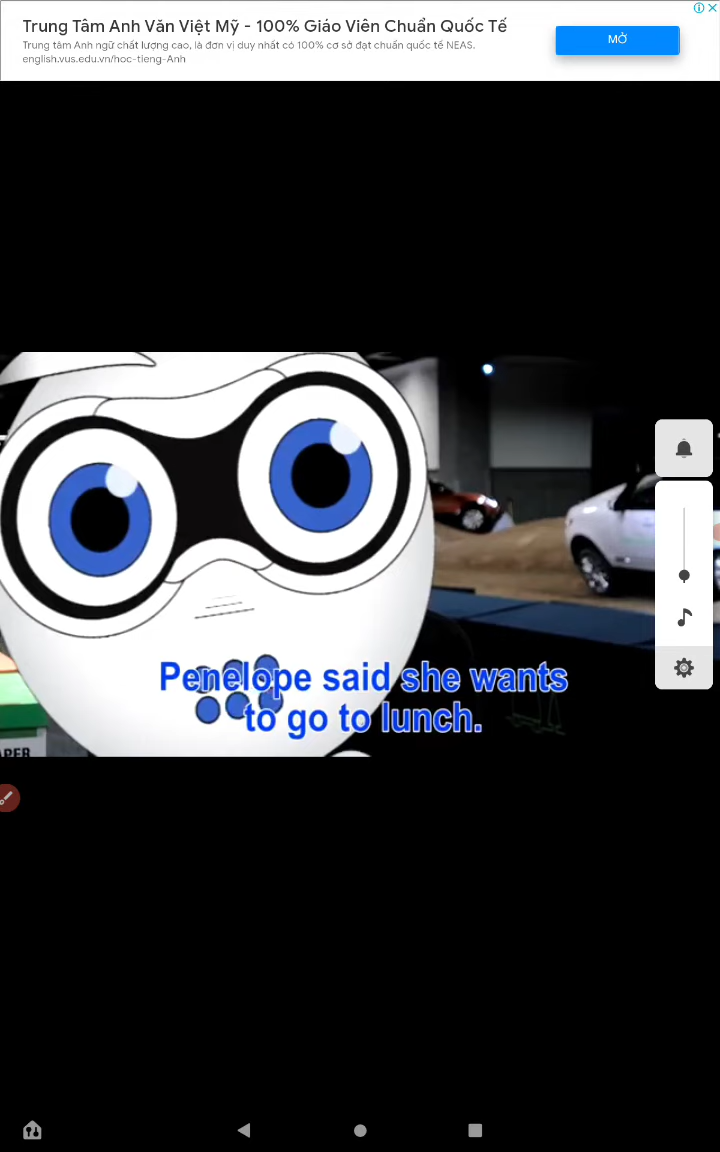 Trung Tâm Anh Văn Việt Mỹ - 100% Giáo Viên Chuẩn Quốc Tế
Trung tâm Anh ngữ chất lượng cao, là đơn vị duy nhất có 100% cơ sở đạt chuẩn quốc tế NEAS.
english.vus.edu.vn/hoc-tieng-Anh
MỞ
Penelope said she wants
to go to lunch.
APER